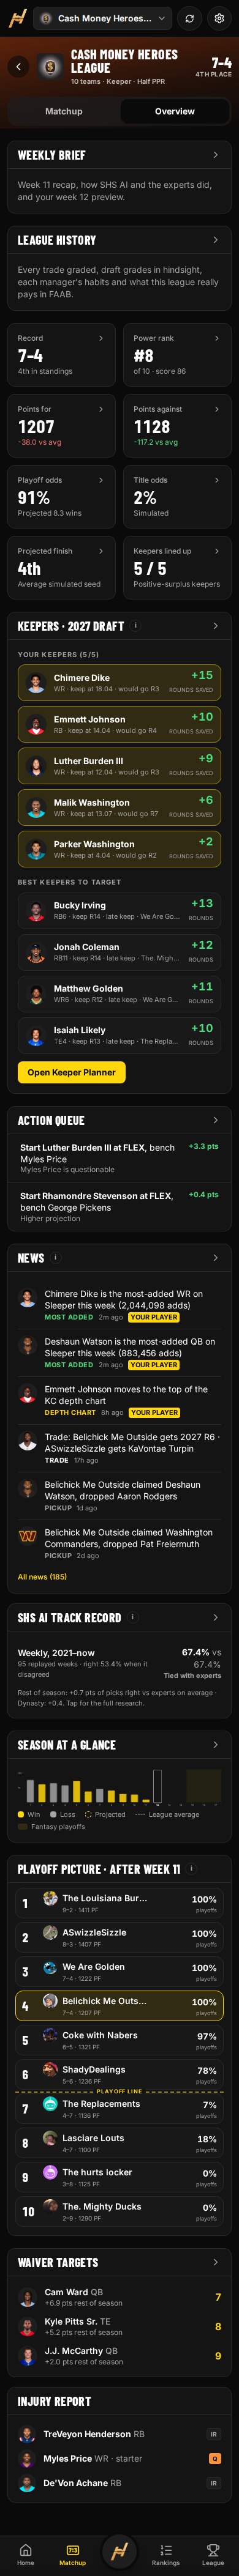 Cash Money Heroes...
CASH MONEY HEROES LEAGUE
10 teams · Keeper · Half PPR
7-4
4TH PLACE
Matchup
Overview
WEEKLY BRIEF
Week 11 recap, how SHS AI and the experts did,
and your week 12 preview.
LEAGUE HISTORY
Every trade graded, draft grades in hindsight,
each manager's habits and what this league really
pays in FAAB.
Record
7-4
4th in standings
Power rank
#8
of 10 · score 86
Points for
1207
-38.0 vs avg
Points against
1128
-117.2 vs avg
Playoff odds
91%
Projected 8.3 wins
Title odds
2%
Simulated
Projected finish
4th
Average simulated seed
Keepers lined up
5 / 5
Positive-surplus keepers
KEEPERS · 2027 DRAFT
YOUR KEEPERS (5/5)
Chimere Dike
WR · keep at 18.04 · would go R3
+15
ROUNDS SAVED
Emmett Johnson
RB · keep at 14.04 · would go R4
+10
ROUNDS SAVED
Luther Burden III
WR · keep at 12.04 · would go R3
+9
ROUNDS SAVED
Malik Washington
WR · keep at 13.07 · would go R7
+6
ROUNDS SAVED
Parker Washington
WR · keep at 4.04 · would go R2
+2
ROUNDS SAVED
BEST KEEPERS TO TARGET
Bucky Irving
RB6 · keep R14 · late keep · We Are Go...
+13
ROUNDS
Jonah Coleman
RB11 · keep R14 · late keep · The. Migh...
+12
ROUNDS
Matthew Golden
WR6 · keep R12 · late keep · We Are G...
+11
ROUNDS
Isaiah Likely
TE4 · keep R13 · late keep · The Repla...
+10
ROUNDS
Open Keeper Planner
ACTION QUEUE
Start Luther Burden III at FLEX, bench
Myles Price
Myles Price is questionable
+3.3 pts
Start Rhamondre Stevenson at FLEX,
bench George Pickens
Higher projection
+0.4 pts
NEWS
Chimere Dike is the most-added WR on
Sleeper this week (2,044,098 adds)
MOST ADDED 2m ago YOUR PLAYER
Deshaun Watson is the most-added QB on
Sleeper this week (883,456 adds)
MOST ADDED 2m ago YOUR PLAYER
Emmett Johnson moves to the top of the
KC depth chart
DEPTH CHART 8h ago YOUR PLAYER
Trade: Belichick Me Outside gets 2027 R6 ·
ASwizzleSizzle gets KaVontae Turpin
TRADE 17h ago
Belichick Me Outside claimed Deshaun
Watson, dropped Aaron Rodgers
PICKUP 1d ago
Belichick Me Outside claimed Washington
Commanders, dropped Pat Freiermuth
PICKUP 2d ago
All news (185)
SHS AI TRACK RECORD
Weekly, 2021–now
95 replayed weeks · right 53.4% when it
disagreed
67.4% VS
67.4%
Tied with experts
Rest of season: +0.7 pts of picks right vs experts on average ·
Dynasty: +0.4. Tap for the full research.
SEASON AT A GLANCE
Win
Loss
Projected
League average
Fantasy playoffs
PLAYOFF PICTURE · AFTER WEEK 11
1
The Louisiana Bur...
9–2 · 1411 PF
100%
playoffs
2
ASwizzleSizzle
8–3 · 1407 PF
100%
playoffs
3
We Are Golden
7–4 · 1222 PF
100%
playoffs
4
Belichick Me Outs...
7–4 · 1207 PF
100%
playoffs
5
Coke with Nabers
6–5 · 1321 PF
97%
playoffs
6
ShadyDealings
5–6 · 1236 PF
78%
playoffs
PLAYOFF LINE
7
The Replacements
4–7 · 1136 PF
7%
playoffs
8
Lasciare Louts
4–7 · 1100 PF
18%
playoffs
9
The hurts locker
3–8 · 1125 PF
0%
playoffs
10
The. Mighty Ducks
2–9 · 1290 PF
0%
playoffs
WAIVER TARGETS
Cam Ward QB
+6.9 pts rest of season
7
Kyle Pitts Sr. TE
+5.2 pts rest of season
8
J.J. McCarthy QB
+2.0 pts rest of season
9
INJURY REPORT
TreVeyon Henderson RB
IR
Myles Price WR · starter
Q
De'Von Achane RB
IR
Home
Matchup
Rankings
League